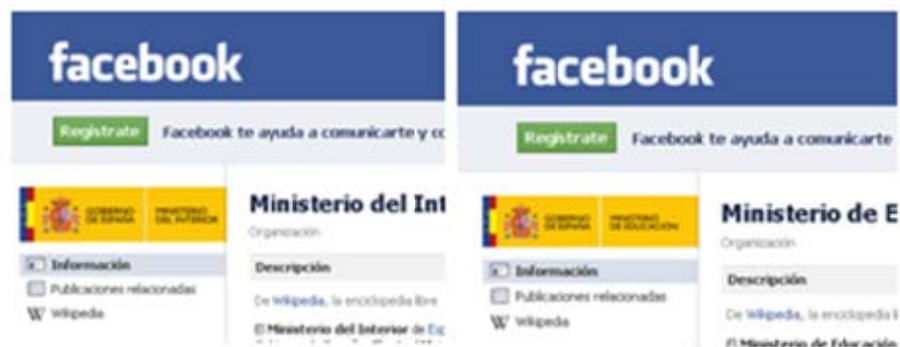 facebook
Regístrate Facebook te ayuda a comunicarte y co
GOBIERNO DE ESPAÑA MINISTERIO DEL INTERIOR
Ministerio del Int
Organización
Información
Publicaciones relacionadas
Wikipedia
Descripción
De Wikipedia, la enciclopedia libre
El Ministerio del Interior de Esp
facebook
Regístrate Facebook te ayuda a comunicarte
GOBIERNO DE ESPAÑA MINISTERIO DE EDUCACIÓN
Ministerio de E
Organización
Información
Publicaciones relacionadas
Wikipedia
Descripción
De Wikipedia, la enciclopedia l
El Ministerio de Educación